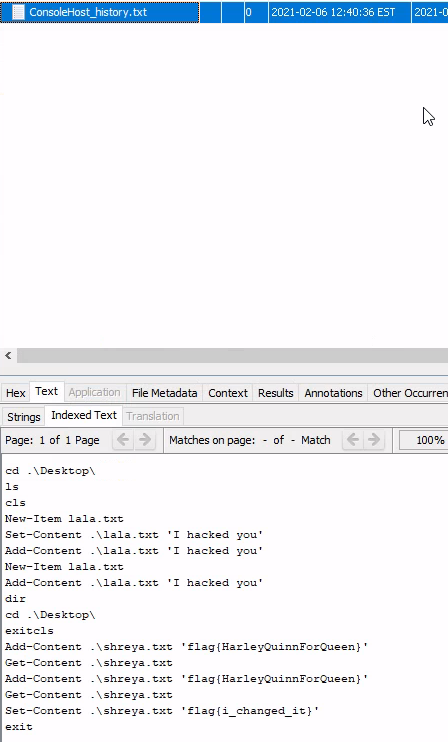 ConsoleHost_history.txt 0 2021-02-06 12:40:36 EST 2021-0
Hex Text Application File Metadata Context Results Annotations Other Occurren
Strings Indexed Text Translation
Page: 1 of 1 Page Matches on page: - of - Match 100%
cd .\Desktop\
ls
cls
New-Item lala.txt
Set-Content .\lala.txt 'I hacked you'
Add-Content .\lala.txt 'I hacked you'
New-Item lala.txt
Add-Content .\lala.txt 'I hacked you'
dir
cd .\Desktop\
exitcls
Add-Content .\shreya.txt 'flag{HarleyQuinnForQueen}'
Get-Content .\shreya.txt
Add-Content .\shreya.txt 'flag{HarleyQuinnForQueen}'
Get-Content .\shreya.txt
Set-Content .\shreya.txt 'flag{i_changed_it}'
exit